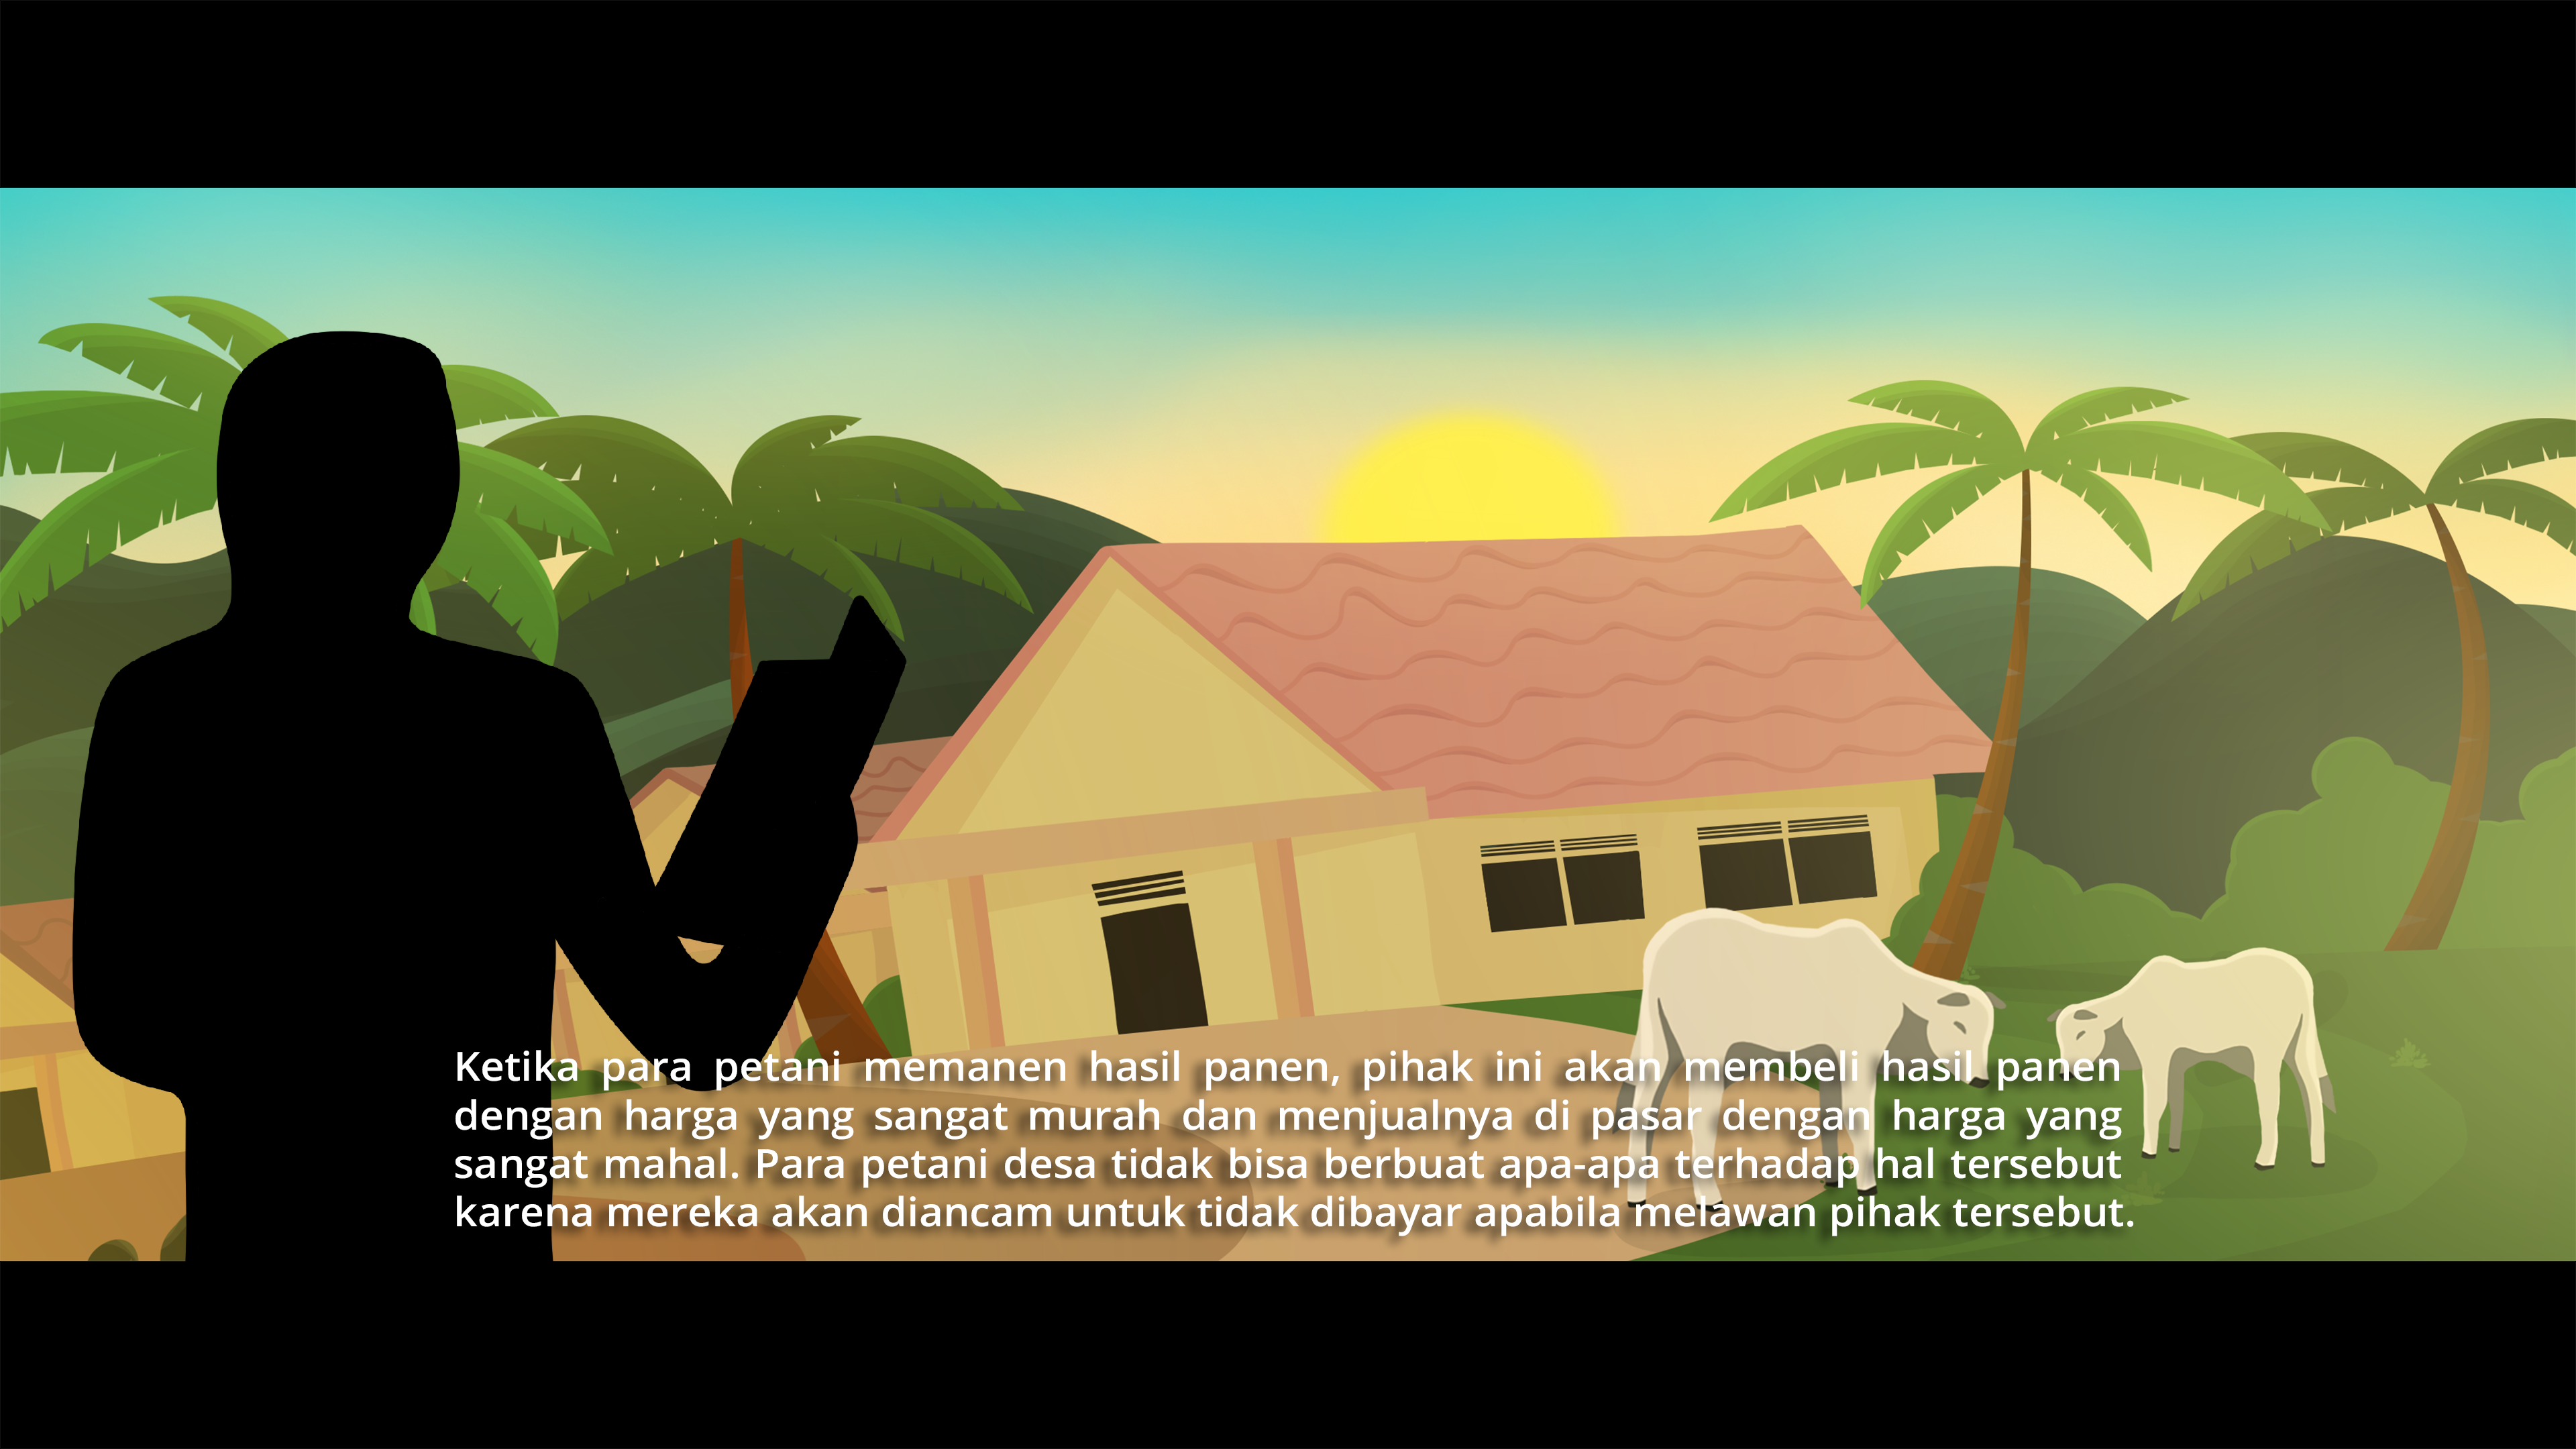 Ketika para petani memanen hasil panen, pihak ini akan membeli hasil panen
dengan harga yang sangat murah dan menjualnya di pasar dengan harga yang
sangat mahal. Para petani desa tidak bisa berbuat apa-apa terhadap hal tersebut
karena mereka akan diancam untuk tidak dibayar apabila melawan pihak tersebut.